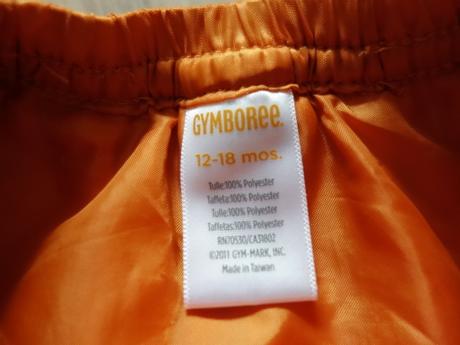 GYMBOREE.
12-18 mos.
Tulle:100% Polyester
Taffeta:100% Polyester
Tulle:100% Polyester
Taffetas:100% Polyester
RN70530/CA31802
©2011 GYM-MARK, INC.
Made in Taiwan